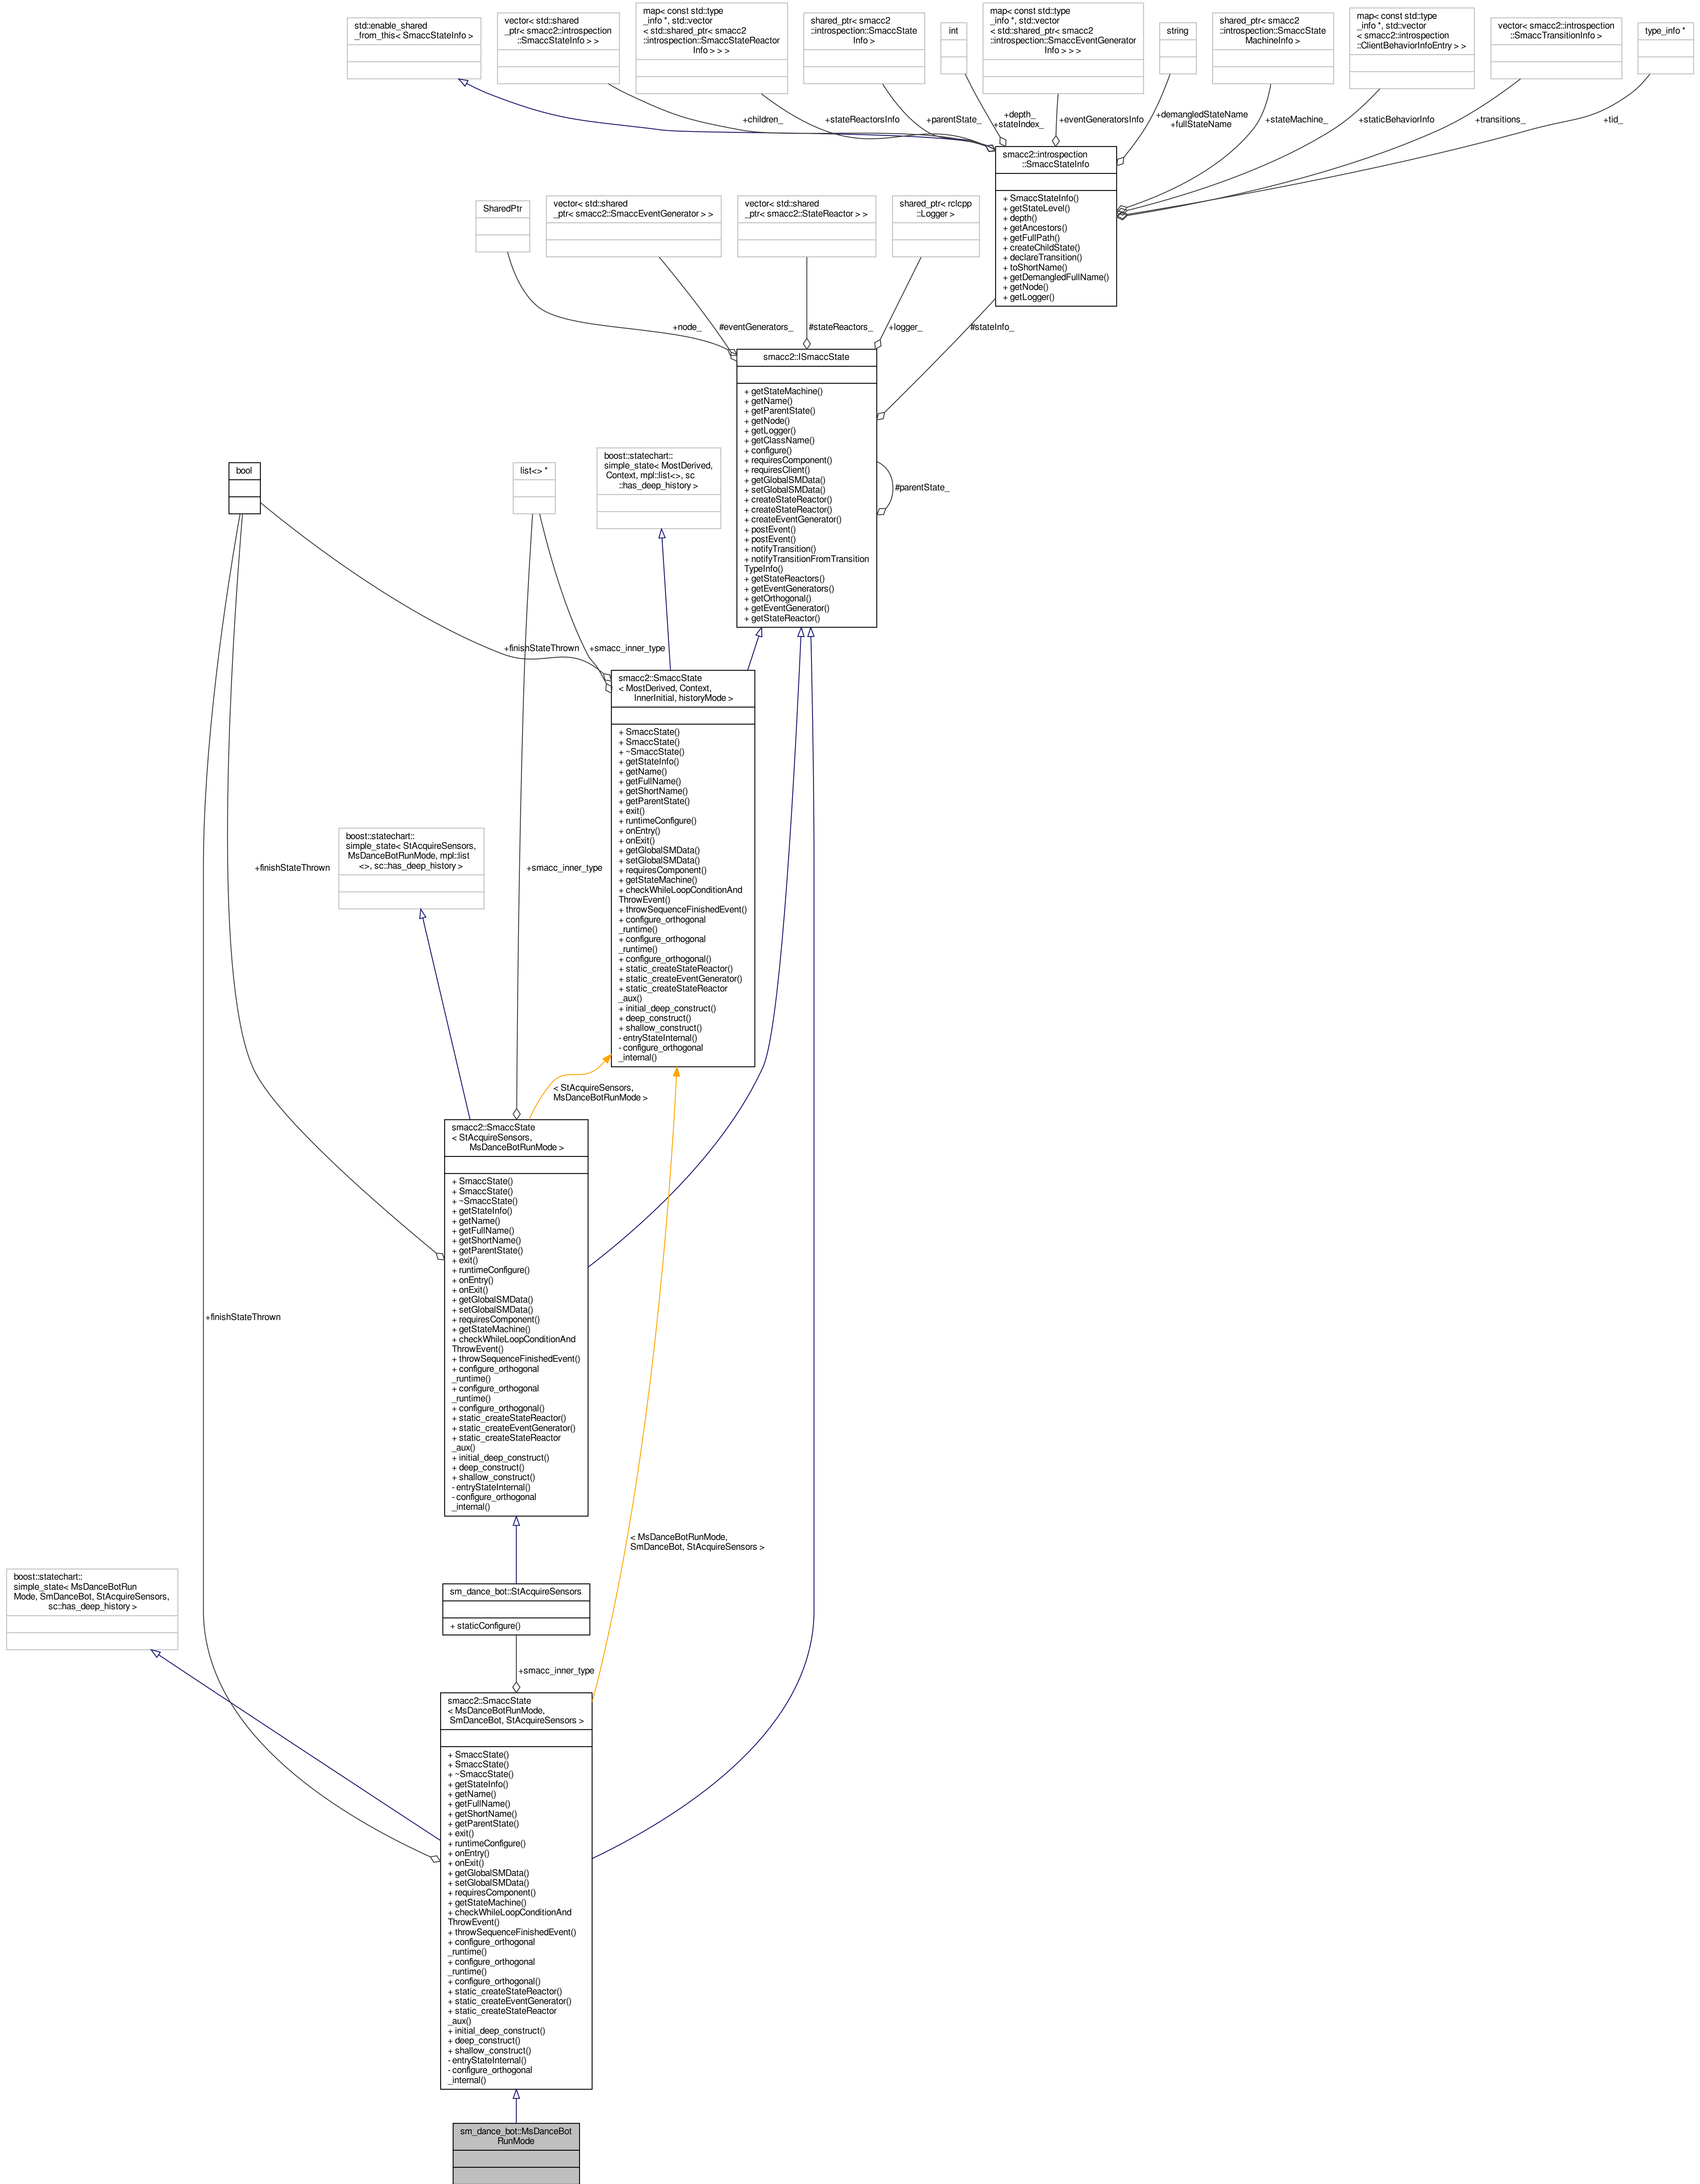 std::enable_shared
_from_this< SmaccStateInfo >
vector< std::shared
_ptr< smacc2::introspection
::SmaccStateInfo > >
map< const std::type
_info *, std::vector
< std::shared_ptr< smacc2
::introspection::SmaccStateReactor
Info > > >
shared_ptr< smacc2
::introspection::SmaccState
Info >
int
map< const std::type
_info *, std::vector
< std::shared_ptr< smacc2
::introspection::SmaccEventGenerator
Info > > >
string
shared_ptr< smacc2
::introspection::SmaccState
MachineInfo >
map< const std::type
_info *, std::vector
< smacc2::introspection
::ClientBehaviorInfoEntry > >
vector< smacc2::introspection
::SmaccTransitionInfo >
type_info *
+children_
+stateReactorsInfo
+parentState_
+depth_
+stateIndex_
+eventGeneratorsInfo
+demangledStateName
+fullStateName
+stateMachine_
+staticBehaviorInfo
+transitions_
+tid_
smacc2::introspection
::SmaccStateInfo
+ SmaccStateInfo()
+ getStateLevel()
+ depth()
+ getAncestors()
+ getFullPath()
+ createChildState()
+ declareTransition()
+ toShortName()
+ getDemangledFullName()
+ getNode()
+ getLogger()
SharedPtr
vector< std::shared
_ptr< smacc2::SmaccEventGenerator > >
vector< std::shared
_ptr< smacc2::StateReactor > >
shared_ptr< rclcpp
::Logger >
+node_
#eventGenerators_
#stateReactors_
+logger_
#stateInfo_
smacc2::ISmaccState
+ getStateMachine()
+ getName()
+ getParentState()
+ getNode()
+ getLogger()
+ getClassName()
+ configure()
+ requiresComponent()
+ requiresClient()
+ getGlobalSMData()
+ setGlobalSMData()
+ createStateReactor()
+ createStateReactor()
+ createEventGenerator()
+ postEvent()
+ postEvent()
+ notifyTransition()
+ notifyTransitionFromTransition
TypeInfo()
+ getStateReactors()
+ getEventGenerators()
+ getOrthogonal()
+ getEventGenerator()
+ getStateReactor()
#parentState_
bool
list<> *
boost::statechart::
simple_state< MostDerived,
Context, mpl::list<>, sc
::has_deep_history >
+finishStateThrown
+smacc_inner_type
smacc2::SmaccState
< MostDerived, Context,
InnerInitial, historyMode >
+ SmaccState()
+ SmaccState()
+ ~SmaccState()
+ getStateInfo()
+ getName()
+ getFullName()
+ getShortName()
+ getParentState()
+ exit()
+ runtimeConfigure()
+ onEntry()
+ onExit()
+ getGlobalSMData()
+ setGlobalSMData()
+ requiresComponent()
+ getStateMachine()
+ checkWhileLoopConditionAnd
ThrowEvent()
+ throwSequenceFinishedEvent()
+ configure_orthogonal
_runtime()
+ configure_orthogonal
_runtime()
+ configure_orthogonal()
+ static_createStateReactor()
+ static_createEventGenerator()
+ static_createStateReactor
_aux()
+ initial_deep_construct()
+ deep_construct()
+ shallow_construct()
- entryStateInternal()
- configure_orthogonal
_internal()
boost::statechart::
simple_state< StAcquireSensors,
MsDanceBotRunMode, mpl::list
<>, sc::has_deep_history >
+finishStateThrown
+smacc_inner_type
< StAcquireSensors,
MsDanceBotRunMode >
smacc2::SmaccState
< StAcquireSensors,
MsDanceBotRunMode >
+ SmaccState()
+ SmaccState()
+ ~SmaccState()
+ getStateInfo()
+ getName()
+ getFullName()
+ getShortName()
+ getParentState()
+ exit()
+ runtimeConfigure()
+ onEntry()
+ onExit()
+ getGlobalSMData()
+ setGlobalSMData()
+ requiresComponent()
+ getStateMachine()
+ checkWhileLoopConditionAnd
ThrowEvent()
+ throwSequenceFinishedEvent()
+ configure_orthogonal
_runtime()
+ configure_orthogonal
_runtime()
+ configure_orthogonal()
+ static_createStateReactor()
+ static_createEventGenerator()
+ static_createStateReactor
_aux()
+ initial_deep_construct()
+ deep_construct()
+ shallow_construct()
- entryStateInternal()
- configure_orthogonal
_internal()
+finishStateThrown
< MsDanceBotRunMode,
SmDanceBot, StAcquireSensors >
boost::statechart::
simple_state< MsDanceBotRun
Mode, SmDanceBot, StAcquireSensors,
sc::has_deep_history >
sm_dance_bot::StAcquireSensors
+ staticConfigure()
+smacc_inner_type
smacc2::SmaccState
< MsDanceBotRunMode,
SmDanceBot, StAcquireSensors >
+ SmaccState()
+ SmaccState()
+ ~SmaccState()
+ getStateInfo()
+ getName()
+ getFullName()
+ getShortName()
+ getParentState()
+ exit()
+ runtimeConfigure()
+ onEntry()
+ onExit()
+ getGlobalSMData()
+ setGlobalSMData()
+ requiresComponent()
+ getStateMachine()
+ checkWhileLoopConditionAnd
ThrowEvent()
+ throwSequenceFinishedEvent()
+ configure_orthogonal
_runtime()
+ configure_orthogonal
_runtime()
+ configure_orthogonal()
+ static_createStateReactor()
+ static_createEventGenerator()
+ static_createStateReactor
_aux()
+ initial_deep_construct()
+ deep_construct()
+ shallow_construct()
- entryStateInternal()
- configure_orthogonal
_internal()
sm_dance_bot::MsDanceBot
RunMode